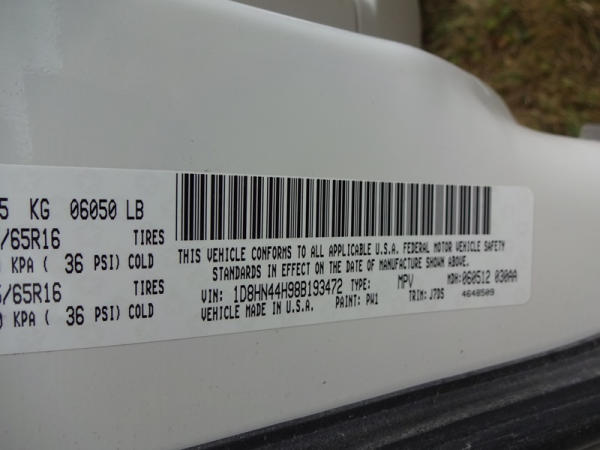 5 KG 06050 LB
/65R16 TIRES
KPA ( 36 PSI) COLD
/65R16 TIRES
KPA ( 36 PSI) COLD
THIS VEHICLE CONFORMS TO ALL APPLICABLE U.S.A. FEDERAL MOTOR VEHICLE SAFETY
STANDARDS IN EFFECT ON THE DATE OF MANUFACTURE SHOWN ABOVE.
VIN: 1D8HN44H98B193472 TYPE: MPV MDH: 060512 030AA
VEHICLE MADE IN U.S.A. PAINT: PW1 TRIM: J7D5 4648509